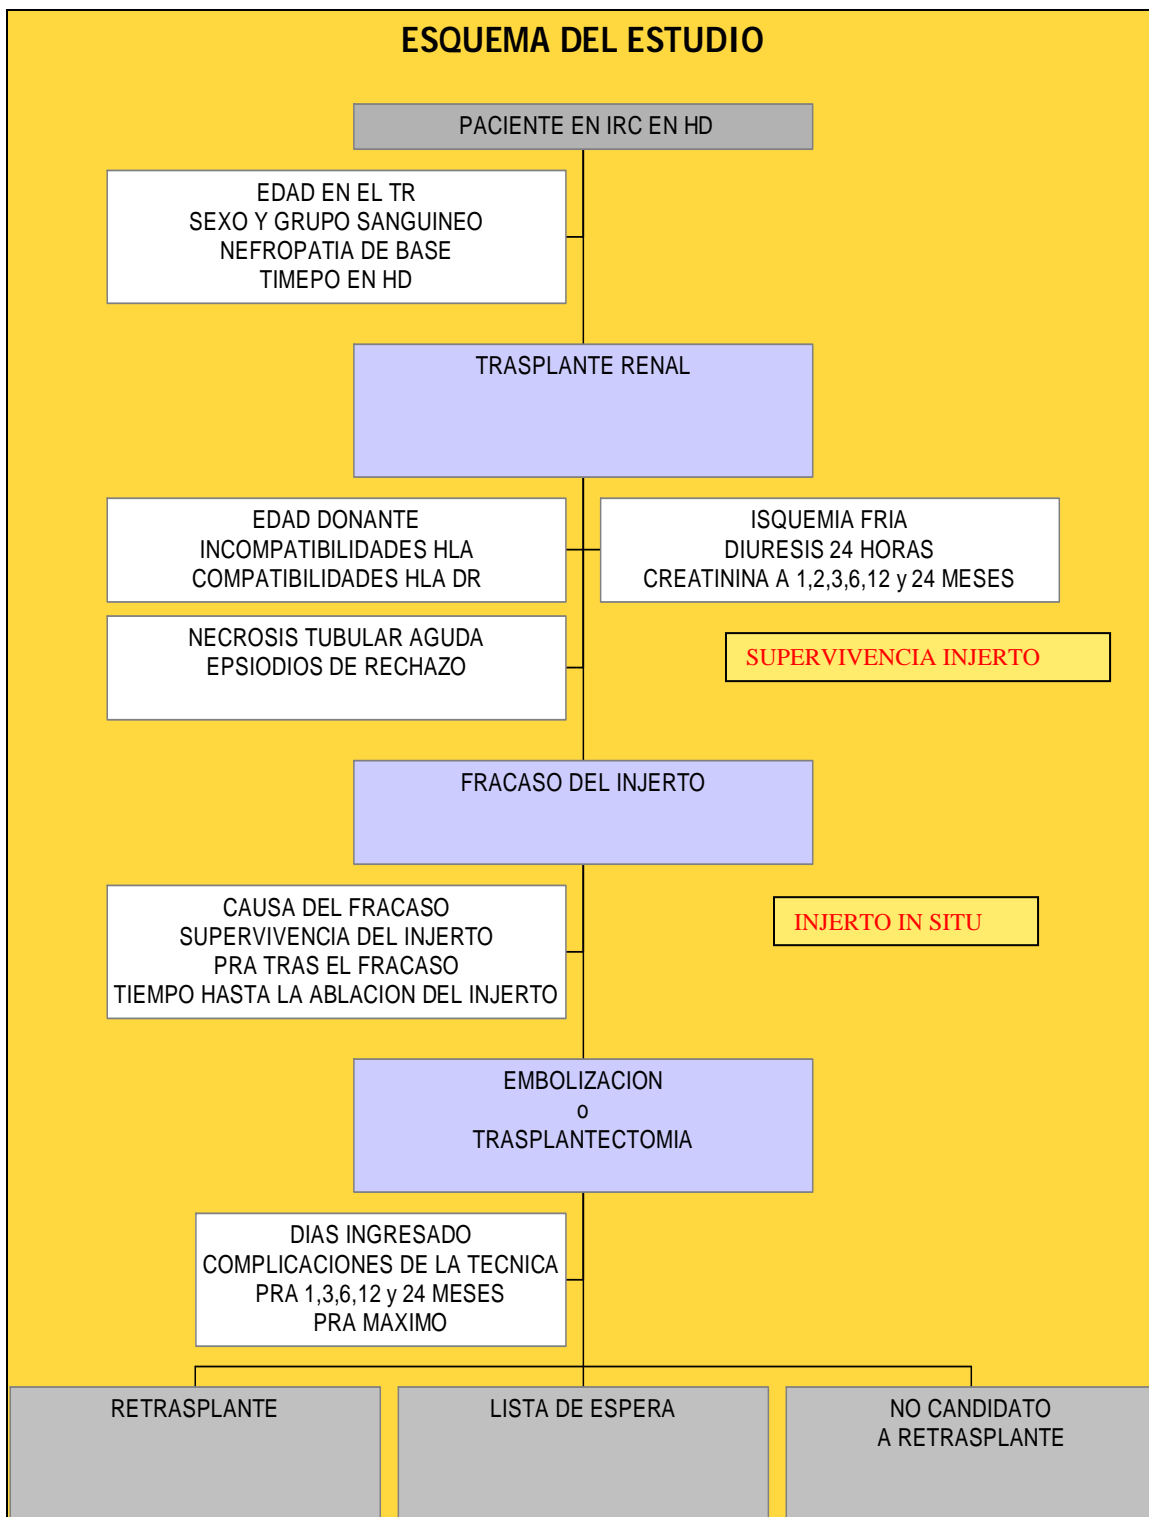 ESQUEMA DEL ESTUDIO
PACIENTE EN IRC EN HD
EDAD EN EL TR
SEXO Y GRUPO SANGUINEO
NEFROPATIA DE BASE
TIMEPO EN HD
TRASPLANTE RENAL
EDAD DONANTE
INCOMPATIBILIDADES HLA
COMPATIBILIDADES HLA DR
ISQUEMIA FRIA
DIURESIS 24 HORAS
CREATININA A 1,2,3,6,12 y 24 MESES
NECROSIS TUBULAR AGUDA
EPSIODIOS DE RECHAZO
SUPERVIVENCIA INJERTO
FRACASO DEL INJERTO
CAUSA DEL FRACASO
SUPERVIVENCIA DEL INJERTO
PRA TRAS EL FRACASO
TIEMPO HASTA LA ABLACION DEL INJERTO
INJERTO IN SITU
EMBOLIZACION
o
TRASPLANTECTOMIA
DIAS INGRESADO
COMPLICACIONES DE LA TECNICA
PRA 1,3,6,12 y 24 MESES
PRA MAXIMO
RETRASPLANTE
LISTA DE ESPERA
NO CANDIDATO
A RETRASPLANTE